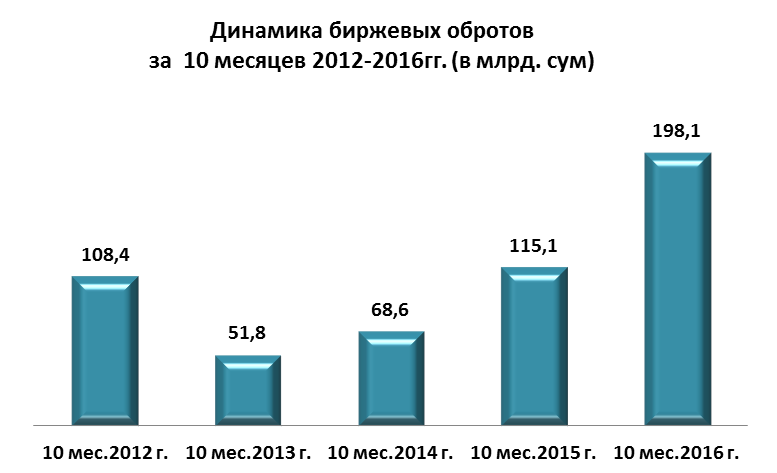 Динамика биржевых обротов
за 10 месяцев 2012-2016гг. (в млрд. сум)
198,1
115,1
108,4
68,6
51,8
10 мес.2012 г. 10 мес.2013 г. 10 мес.2014 г. 10 мес.2015 г. 10 мес.2016 г.